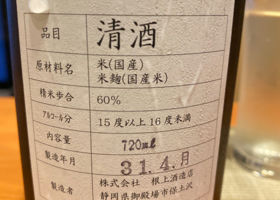 品目 清酒
原材料名 米(国産)
米麹(国産米)
精米歩合 60%
アルコール分 15度以上16度未満
内容量 720mℓ
製造年月 31.4.月
製造者 株式会社 根上酒造店
静岡県御殿場市保土沢